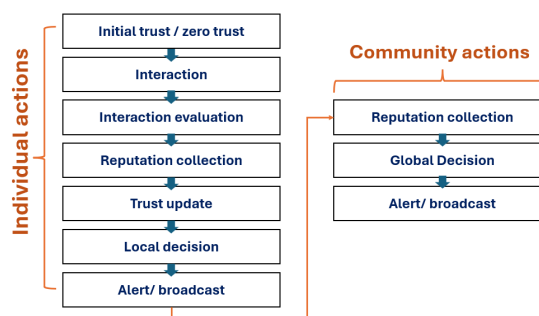 Individual actions
Initial trust / zero trust
Interaction
Interaction evaluation
Reputation collection
Trust update
Local decision
Alert/ broadcast
Community actions
Reputation collection
Global Decision
Alert/ broadcast